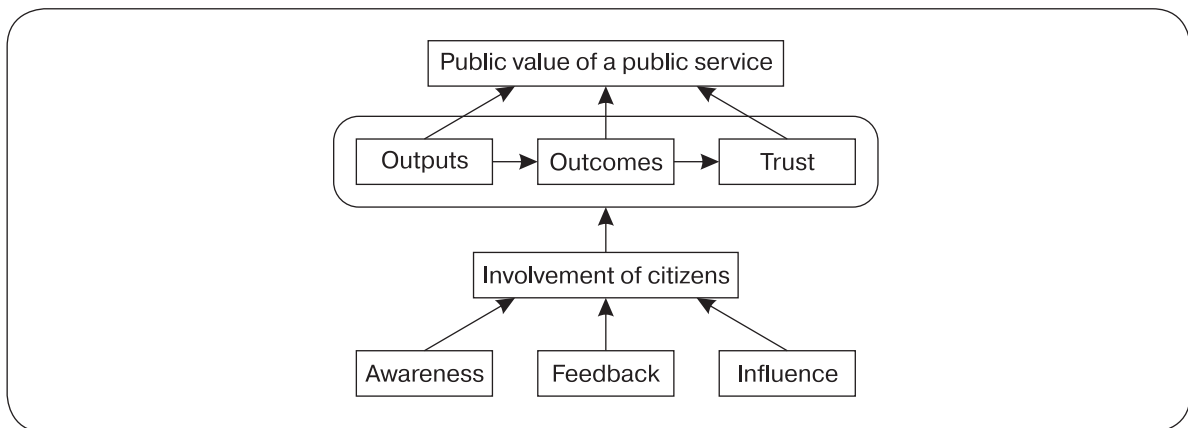 Public value of a public service
Outputs
Outcomes
Trust
Involvement of citizens
Awareness
Feedback
Influence